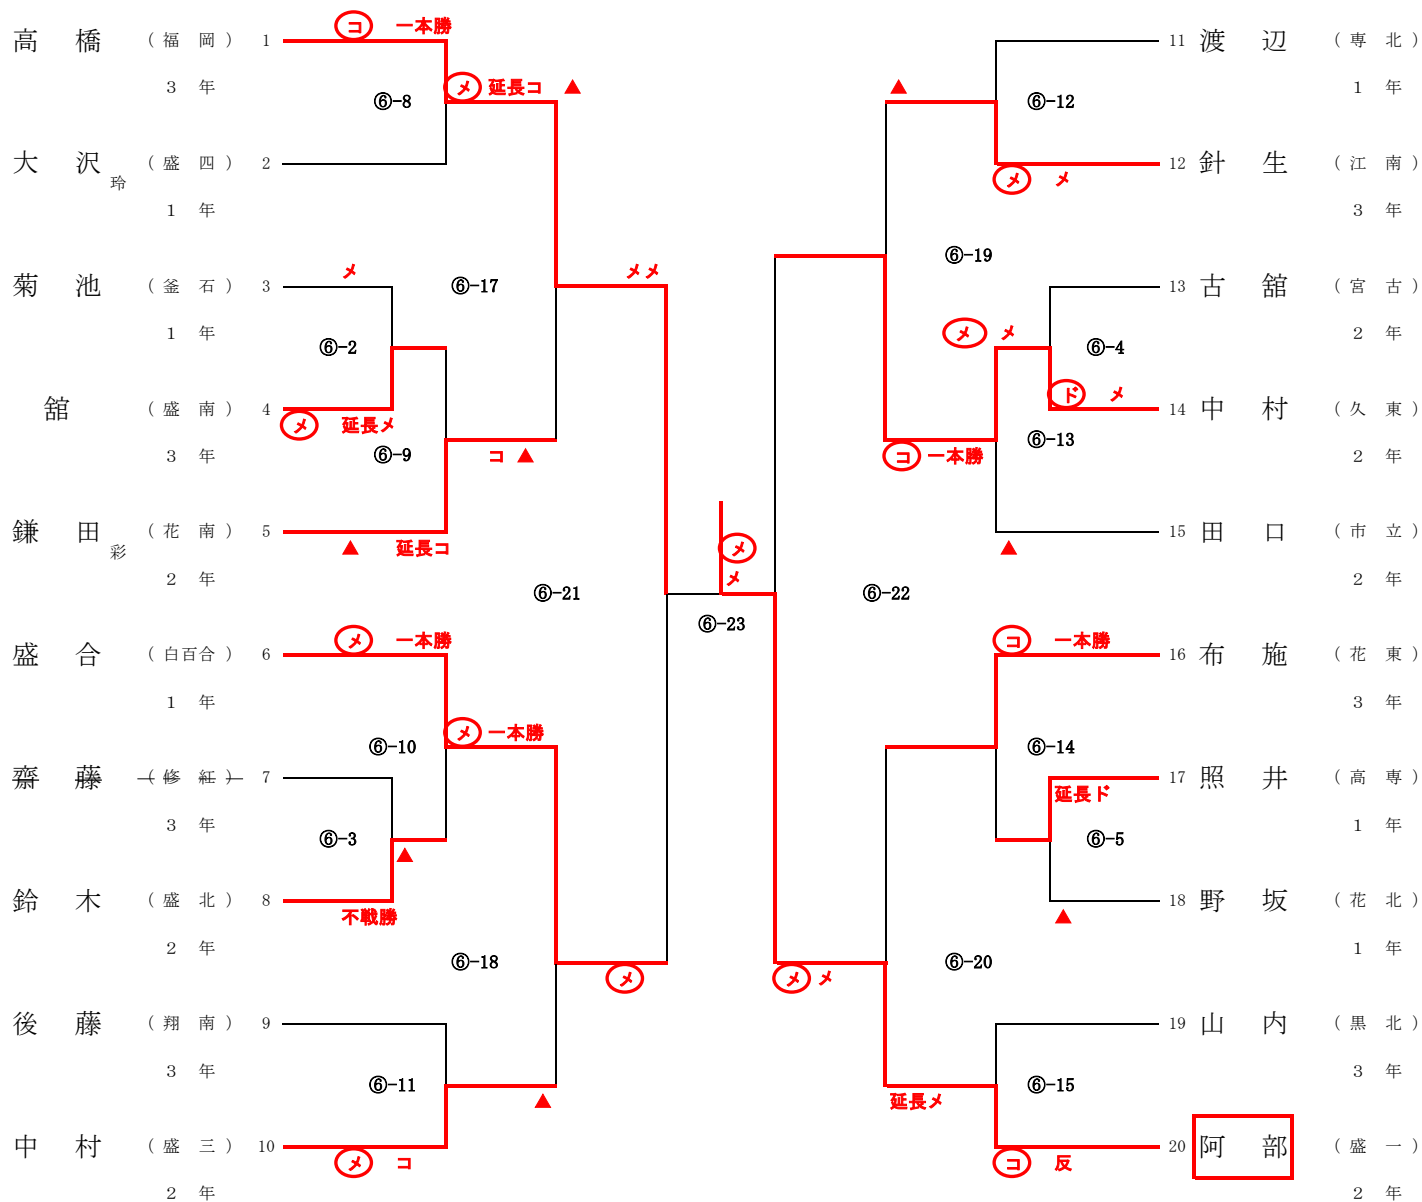 高橋 (福岡) 1
3年
大沢玲 (盛四) 2
1年
菊池 (釜石) 3
1年
舘 (盛南) 4
3年
鎌田彩 (花南) 5
2年
盛合 (白百合) 6
1年
齋藤 (修紅) 7
3年
鈴木 (盛北) 8
2年
後藤 (翔南) 9
3年
中村 (盛三) 10
2年
コ 一本勝
⑥-8
メ 延長コ ▲
メ
⑥-2
メ 延長メ
⑥-17
⑥-9
コ ▲
▲ 延長コ
メメ
⑥-21
メ 一本勝
⑥-10
メ 一本勝
⑥-3
▲
不戦勝
⑥-18
メ
⑥-11
▲
メ コ
メ
メ
⑥-23
11 渡辺 (専北)
1年
12 針生 (江南)
3年
13 古舘 (宮古)
2年
14 中村 (久東)
2年
15 田口 (市立)
2年
16 布施 (花東)
3年
17 照井 (高専)
1年
18 野坂 (花北)
1年
19 山内 (黒北)
3年
20 阿部 (盛一)
2年
▲
⑥-12
メ メ
⑥-19
メ メ
⑥-4
ド メ
⑥-13
コ 一本勝
▲
⑥-22
コ 一本勝
⑥-14
延長ド
⑥-5
▲
⑥-20
メ メ
⑥-15
延長メ
コ 反